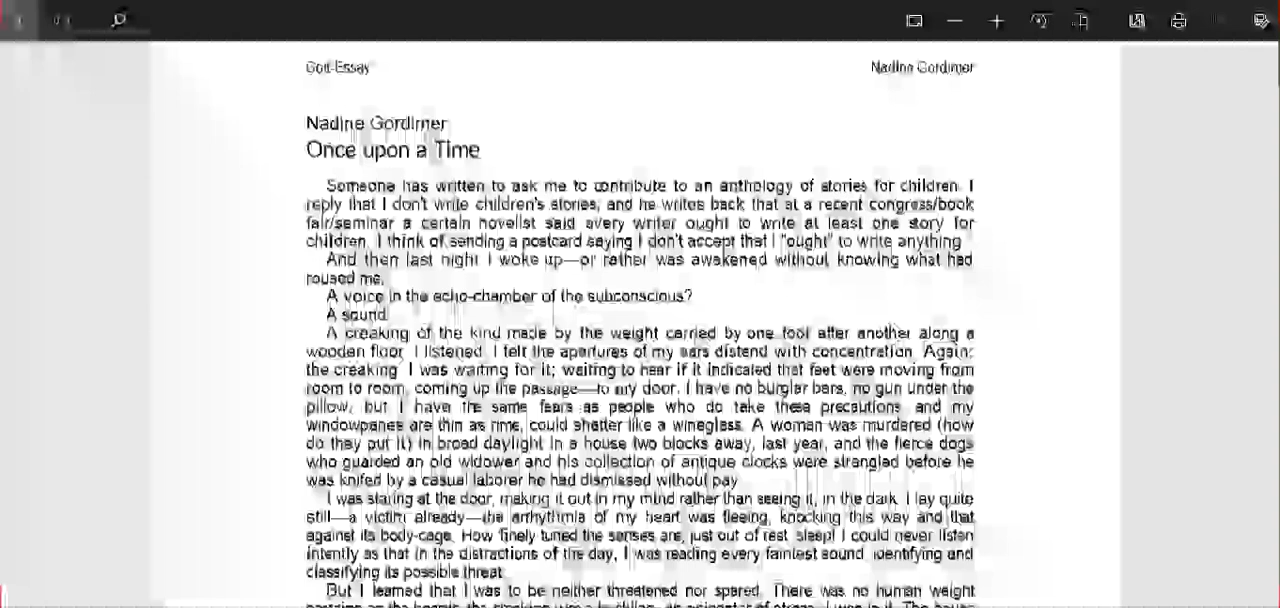 Gott-Essay
Nadine Gordimer
Nadine Gordimer
Once upon a Time
Someone has written to ask me to contribute to an anthology of stories for children. I
reply that I don't write children's stories; and he writes back that at a recent congress/book
fair/seminar a certain novelist said every writer ought to write at least one story for
children. I think of sending a postcard saying I don't accept that I "ought" to write anything.
And then last night I woke up—or rather was awakened without knowing what had
roused me.
A voice in the echo-chamber of the subconscious?
A sound.
A creaking of the kind made by the weight carried by one foot after another along a
wooden floor. I listened. I felt the apertures of my ears distend with concentration. Again:
the creaking. I was waiting for it; waiting to hear if it indicated that feet were moving from
room to room, coming up the passage—to my door. I have no burglar bars, no gun under the
pillow, but I have the same fears as people who do take these precautions, and my
windowpanes are thin as rime, could shatter like a wineglass. A woman was murdered (how
do they put it) in broad daylight in a house two blocks away, last year, and the fierce dogs
who guarded an old widower and his collection of antique clocks were strangled before he
was knifed by a casual laborer he had dismissed without pay.
I was staring at the door, making it out in my mind rather than seeing it, in the dark. I lay quite
still—a victim already—the arrhythmia of my heart was fleeing, knocking this way and that
against its body-cage. How finely tuned the senses are, just out of rest, sleep! I could never listen
intently as that in the distractions of the day, I was reading every faintest sound, identifying and
classifying its possible threat.
But I learned that I was to be neither threatened nor spared. There was no human weight